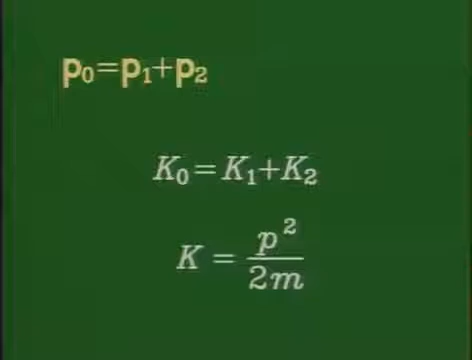 p₀=p₁+p₂
K₀=K₁+K₂
K = p²/2m